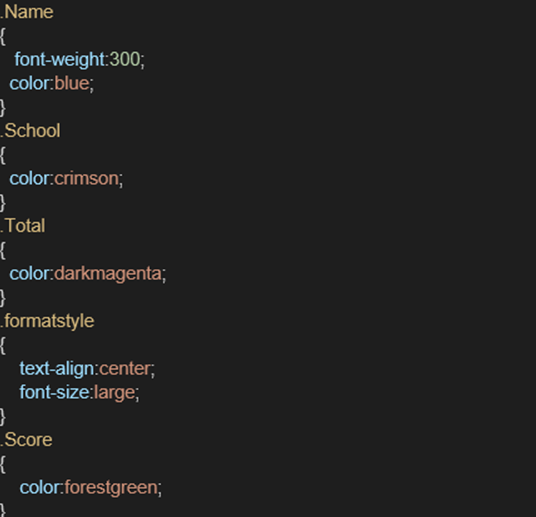 .Name
{
font-weight:300;
color:blue;
}
.School
{
color:crimson;
}
.Total
{
color:darkmagenta;
}
.formatstyle
{
text-align:center;
font-size:large;
}
.Score
{
color:forestgreen;
}